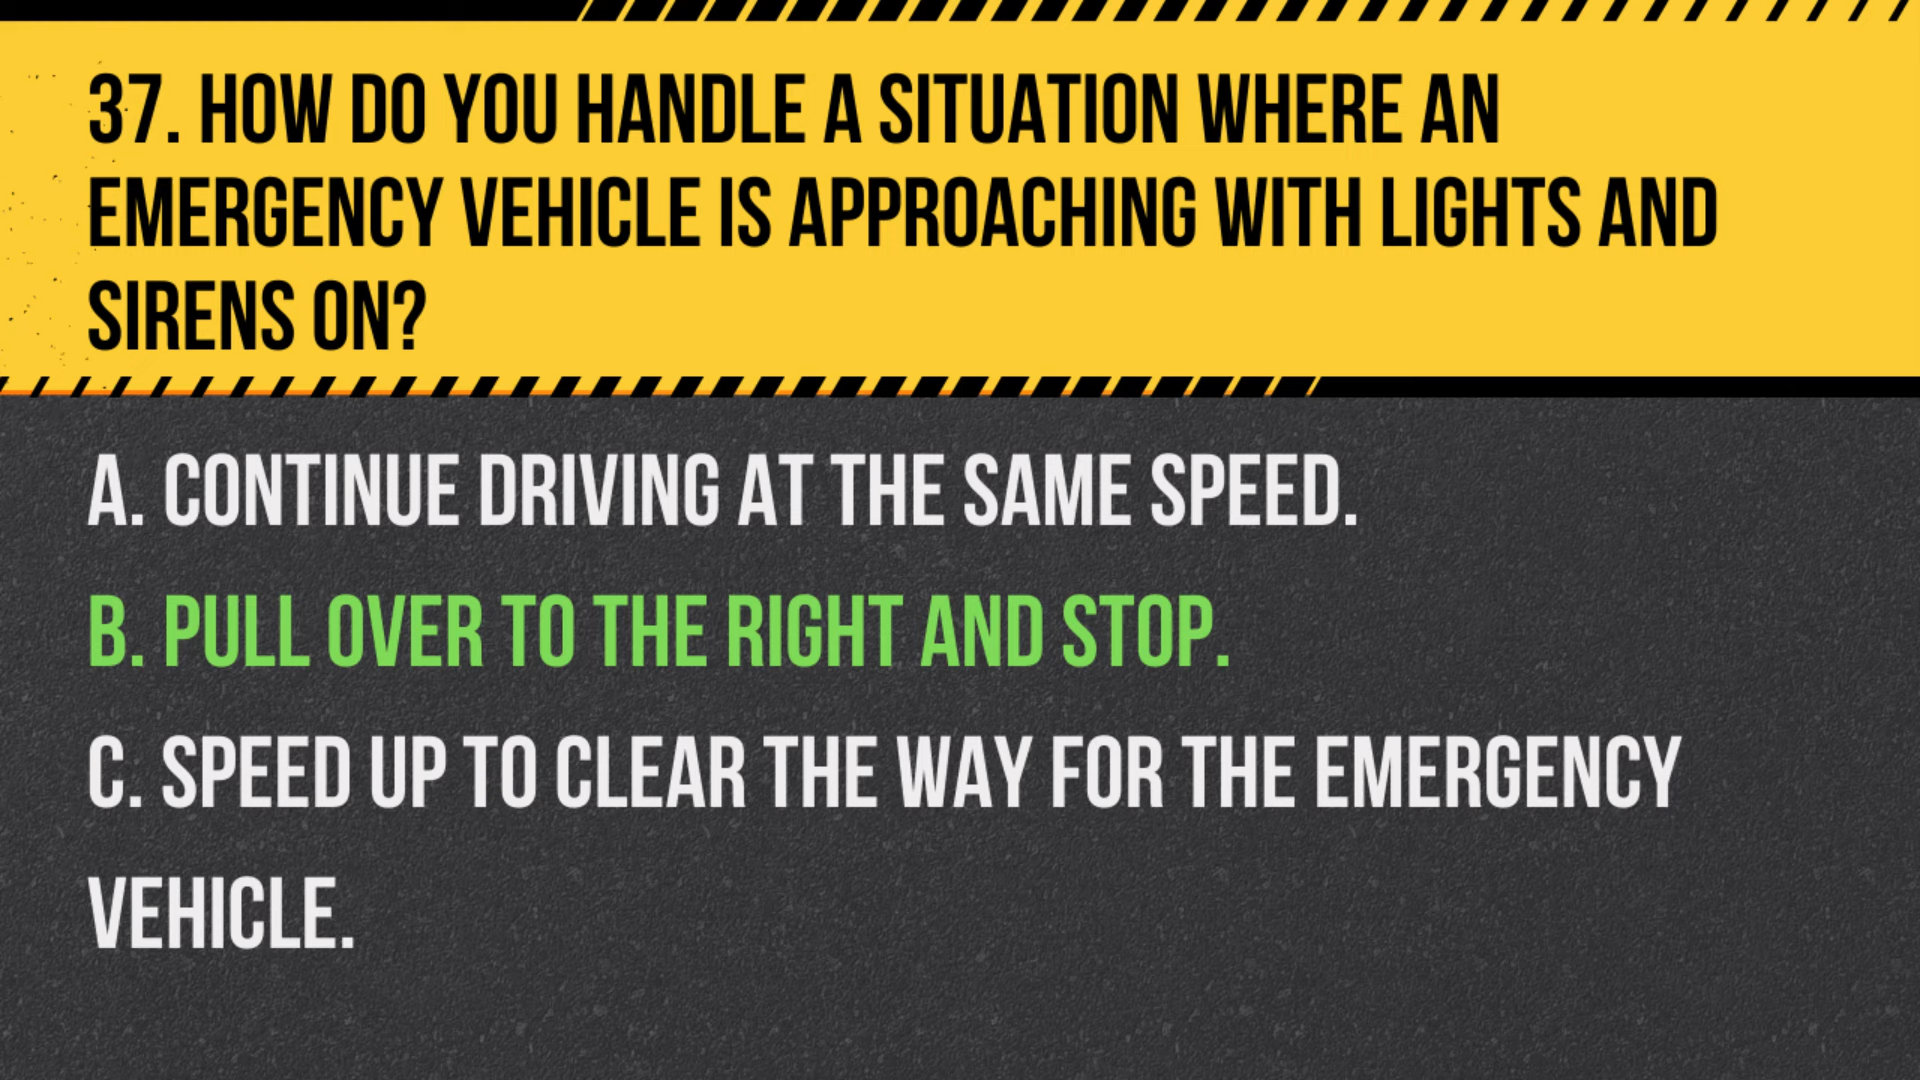 37. HOW DO YOU HANDLE A SITUATION WHERE AN
EMERGENCY VEHICLE IS APPROACHING WITH LIGHTS AND
SIRENS ON?
A. CONTINUE DRIVING AT THE SAME SPEED.
B. PULL OVER TO THE RIGHT AND STOP.
C. SPEED UP TO CLEAR THE WAY FOR THE EMERGENCY
VEHICLE.